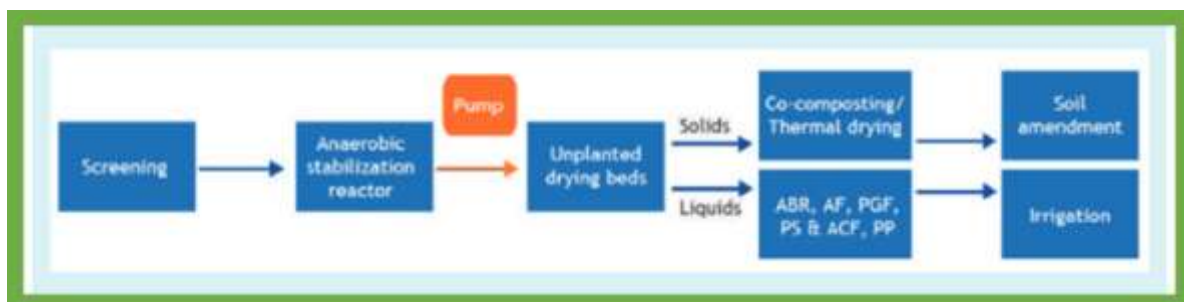 Screening
Anaerobic
stabilization
reactor
Pump
Unplanted
drying beds
Solids
Liquids
Co-composting/
Thermal drying
ABR, AF, PGF,
PS & ACF, PP
Soil
amendment
Irrigation